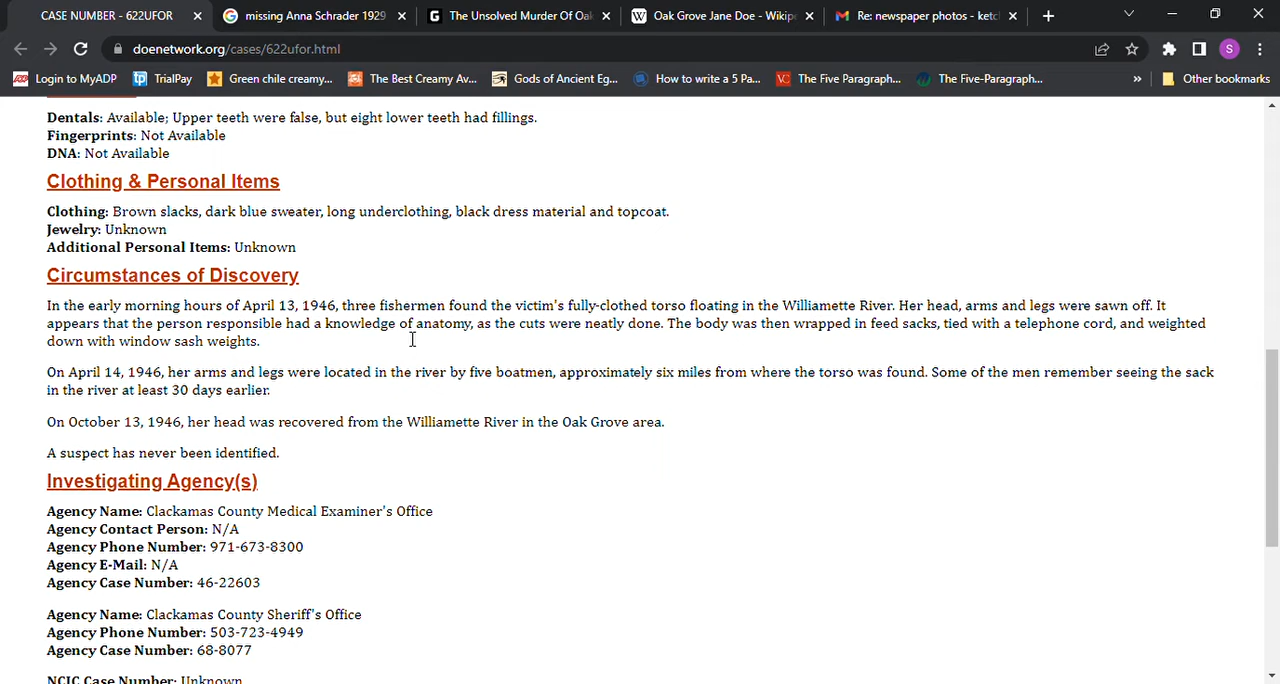 CASE NUMBER - 622UFOR
missing Anna Schrader 1929
The Unsolved Murder Of Oak
Oak Grove Jane Doe - Wikip
Re: newspaper photos - ketc
doenetwork.org/cases/622ufor.html
S
Login to MyADP
TrialPay
Green chile creamy...
The Best Creamy Av...
Gods of Ancient Eg...
How to write a 5 Pa...
The Five Paragraph...
The Five-Paragraph...
Other bookmarks
Dentals: Available; Upper teeth were false, but eight lower teeth had fillings.
Fingerprints: Not Available
DNA: Not Available
Clothing & Personal Items
Clothing: Brown slacks, dark blue sweater, long underclothing, black dress material and topcoat.
Jewelry: Unknown
Additional Personal Items: Unknown
Circumstances of Discovery
In the early morning hours of April 13, 1946, three fishermen found the victim's fully-clothed torso floating in the Williamette River. Her head, arms and legs were sawn off. It
appears that the person responsible had a knowledge of anatomy, as the cuts were neatly done. The body was then wrapped in feed sacks, tied with a telephone cord, and weighted
down with window sash weights.
On April 14, 1946, her arms and legs were located in the river by five boatmen, approximately six miles from where the torso was found. Some of the men remember seeing the sack
in the river at least 30 days earlier.
On October 13, 1946, her head was recovered from the Williamette River in the Oak Grove area.
A suspect has never been identified.
Investigating Agency(s)
Agency Name: Clackamas County Medical Examiner's Office
Agency Contact Person: N/A
Agency Phone Number: 971-673-8300
Agency E-Mail: N/A
Agency Case Number: 46-22603
Agency Name: Clackamas County Sheriff's Office
Agency Phone Number: 503-723-4949
Agency Case Number: 68-8077
NCIC Case Number: Unknown